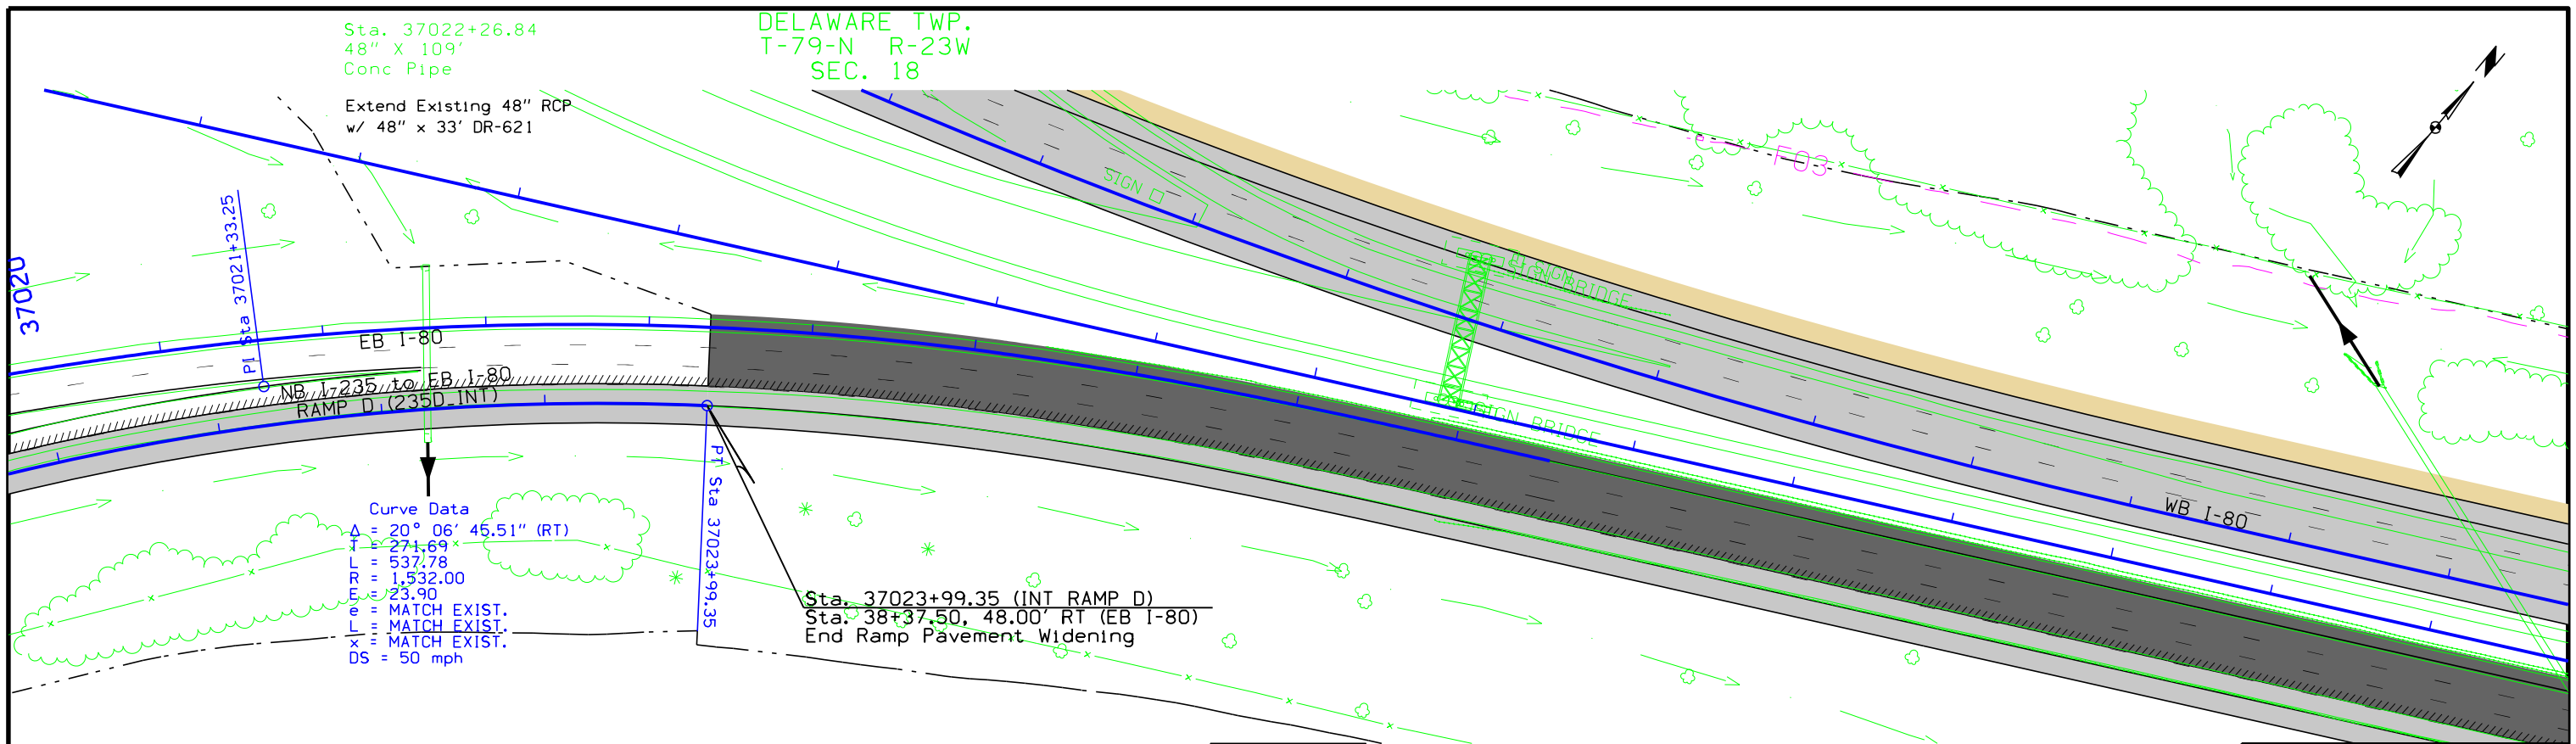 Sta. 37022+26.84
48" X 109'
Conc Pipe
DELAWARE TWP.
T-79-N R-23W
SEC. 18
Extend Existing 48" RCP
w/ 48" x 33' DR-621
N
F03
SIGN
SIGN BRIDGE
SIGN BRIDGE
PI Sta 37021+33.25
37020
EB I-80
NB I-235 to EB I-80
RAMP D (235D_INT)
WB I-80
PT Sta 37023+99.35
Curve Data
Δ = 20° 06' 45.51" (RT)
T = 271.69
L = 537.78
R = 1,532.00
E = 23.90
e = MATCH EXIST.
L = MATCH EXIST.
x = MATCH EXIST.
DS = 50 mph
Sta. 37023+99.35 (INT RAMP D)
Sta. 38+37.50, 48.00' RT (EB I-80)
End Ramp Pavement Widening